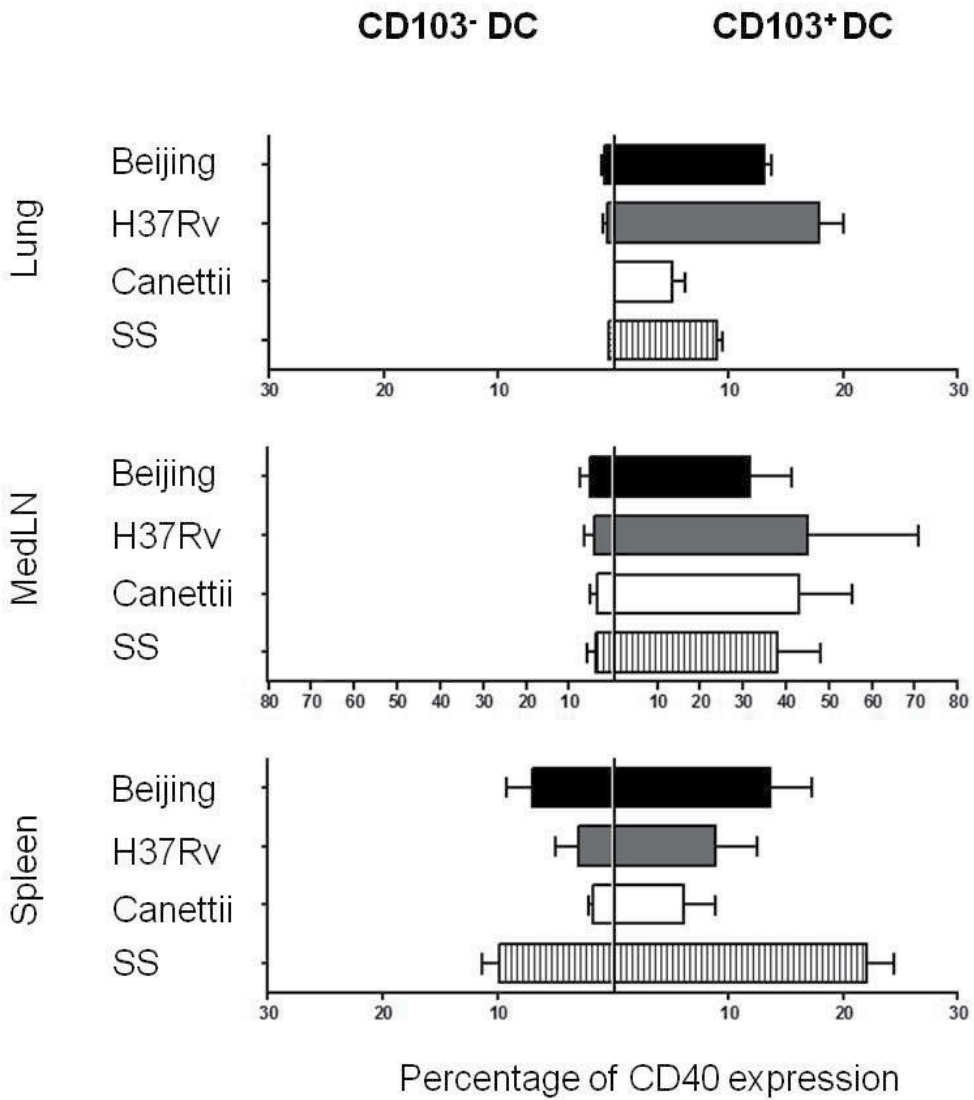 CD103- DC CD103+ DC
Lung
Beijing
H37Rv
Canettii
SS
30 20 10 10 20 30
MedLN
Beijing
H37Rv
Canettii
SS
80 70 60 50 40 30 20 10 10 20 30 40 50 60 70 80
Spleen
Beijing
H37Rv
Canettii
SS
30 20 10 10 20 30
Percentage of CD40 expression